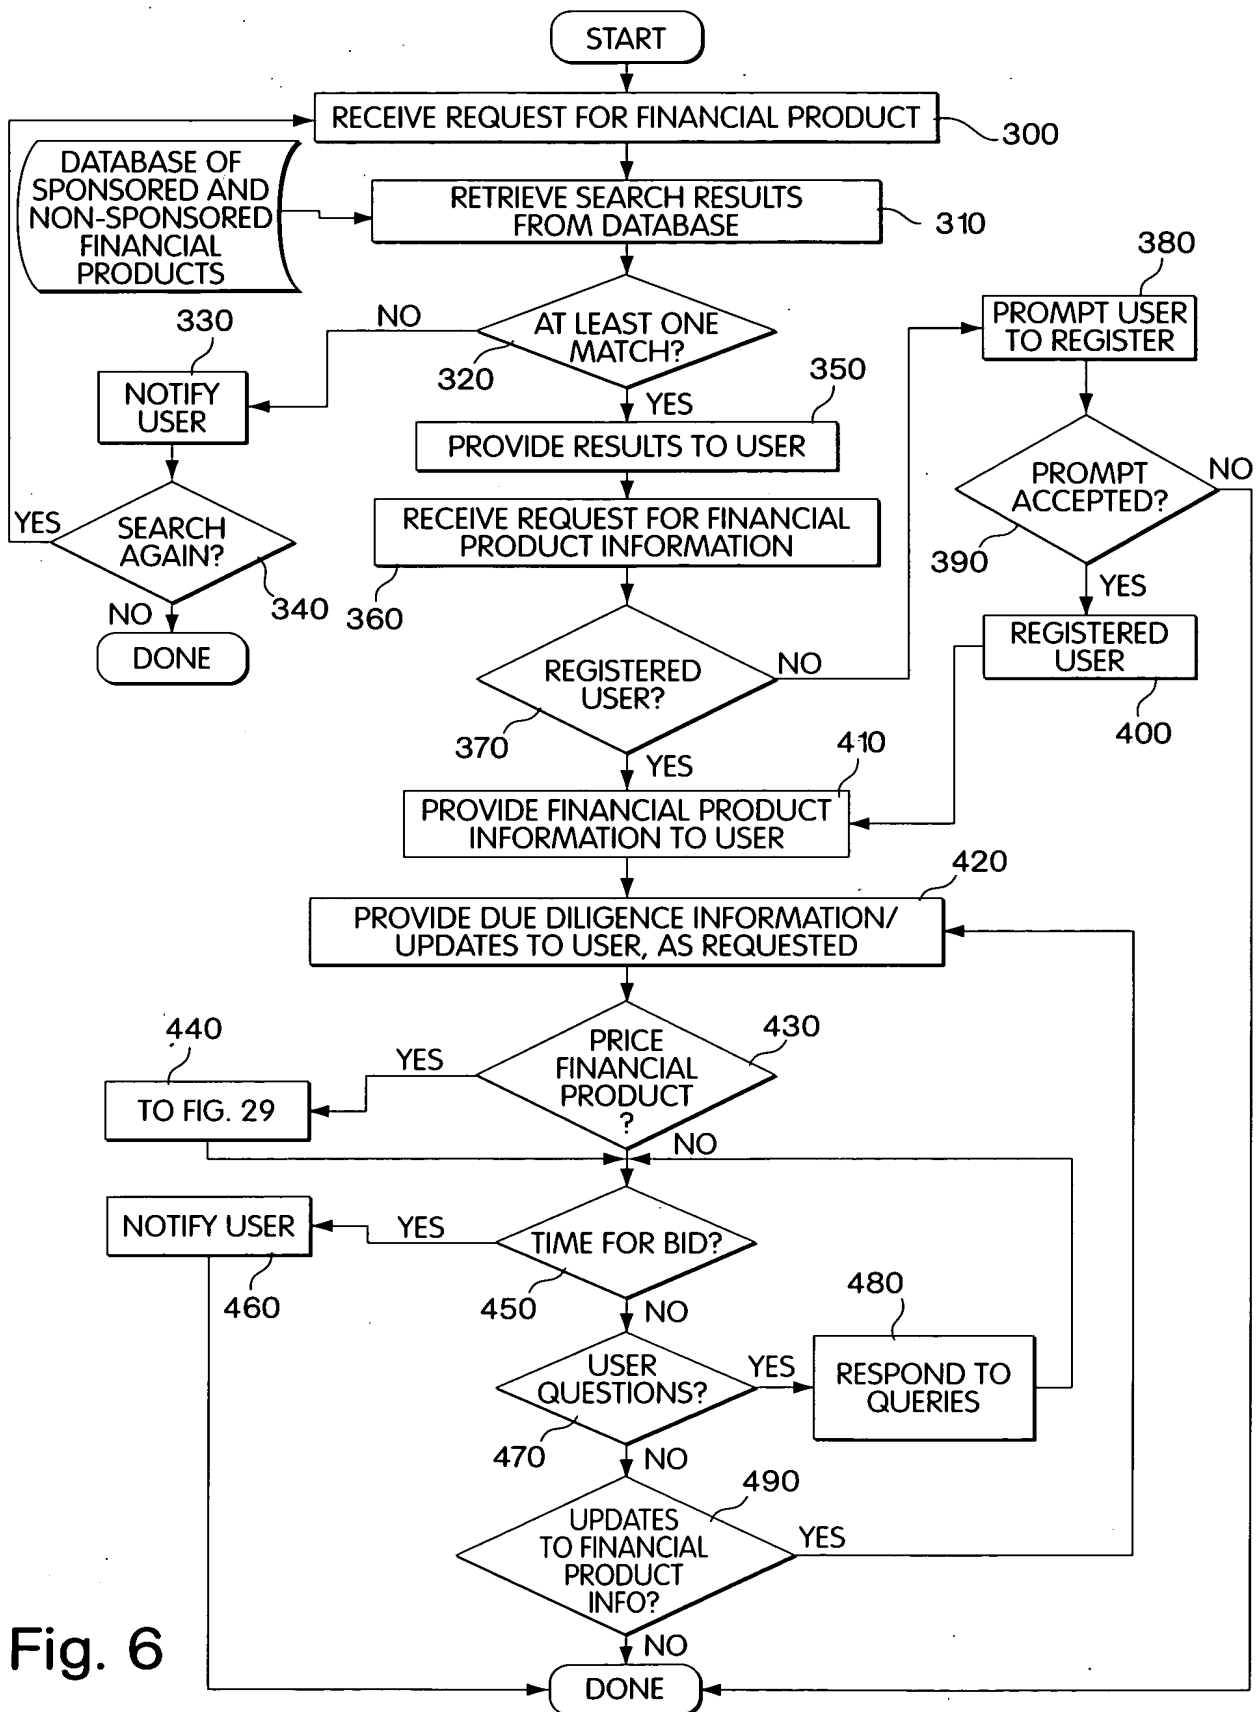 START
RECEIVE REQUEST FOR FINANCIAL PRODUCT
300
DATABASE OF
SPONSORED AND
NON-SPONSORED
FINANCIAL
PRODUCTS
RETRIEVE SEARCH RESULTS
FROM DATABASE
310
380
PROMPT USER
TO REGISTER
NO
AT LEAST ONE
MATCH?
320
330
NOTIFY
USER
YES
350
PROVIDE RESULTS TO USER
PROMPT
ACCEPTED?
NO
390
YES
SEARCH
AGAIN?
340
NO
DONE
RECEIVE REQUEST FOR FINANCIAL
PRODUCT INFORMATION
360
YES
REGISTERED
USER
400
REGISTERED
USER?
NO
370
YES
410
PROVIDE FINANCIAL PRODUCT
INFORMATION TO USER
420
PROVIDE DUE DILIGENCE INFORMATION/
UPDATES TO USER, AS REQUESTED
PRICE
FINANCIAL
PRODUCT
?
430
YES
440
TO FIG. 29
NO
TIME FOR BID?
YES
NOTIFY USER
460
450
NO
480
USER
QUESTIONS?
YES
RESPOND TO
QUERIES
470
NO
490
UPDATES
TO FINANCIAL
PRODUCT
INFO?
YES
NO
DONE
Fig. 6